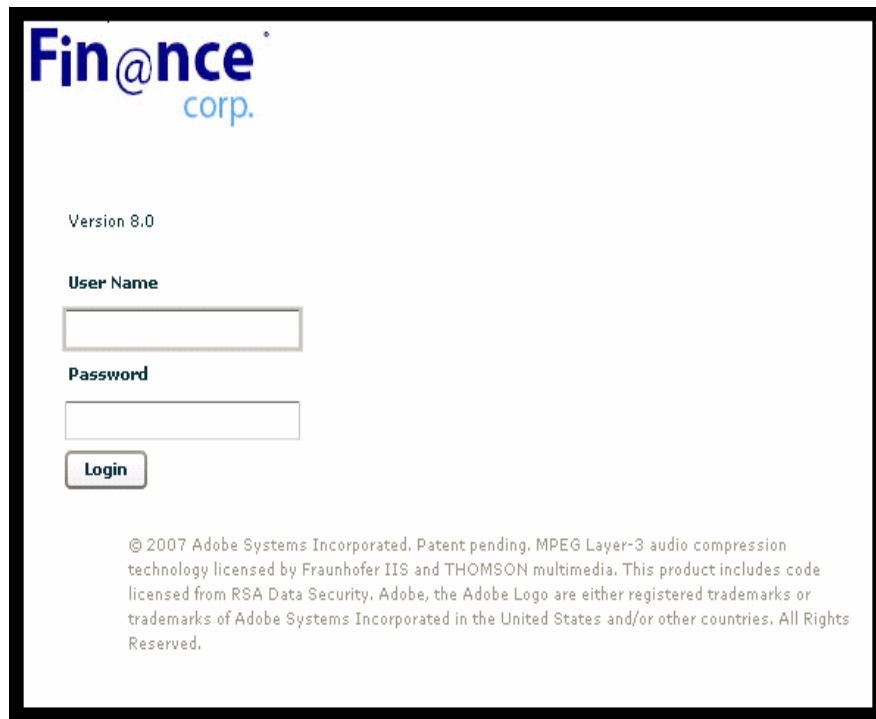 Fin@nce
corp.
Version 8.0
User Name
Password
Login
© 2007 Adobe Systems Incorporated. Patent pending. MPEG Layer-3 audio compression
technology licensed by Fraunhofer IIS and THOMSON multimedia. This product includes code
licensed from RSA Data Security. Adobe, the Adobe Logo are either registered trademarks or
trademarks of Adobe Systems Incorporated in the United States and/or other countries. All Rights
Reserved.